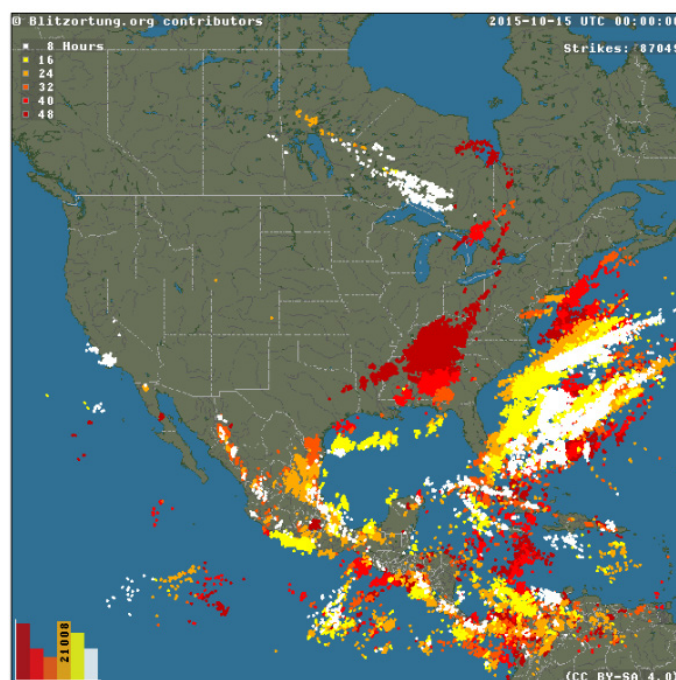 © Blitzortung.org contributors
2015-10-15 UTC 00:00:00
Strikes: 87049
8 Hours
16
24
32
40
48
21008
(CC BY-SA 4.0)